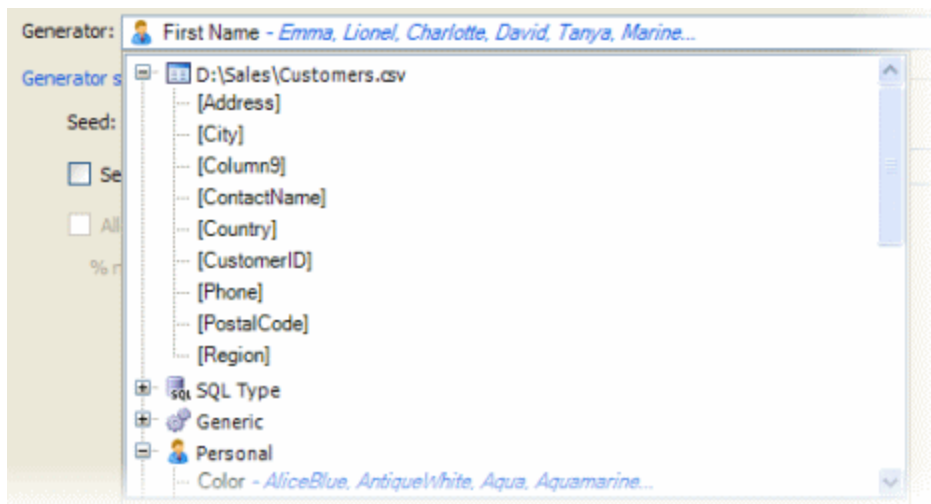 Generator: First Name - Emma, Lionel, Charlotte, David, Tanya, Marine...
Generator s
D:\Sales\Customers.csv
[Address]
Seed:
[City]
[Column9]
Se
[ContactName]
All
[Country]
[CustomerID]
% n
[Phone]
[PostalCode]
[Region]
SQL SQL Type
Generic
Personal
Color - AliceBlue, AntiqueWhite, Aqua, Aquamarine...